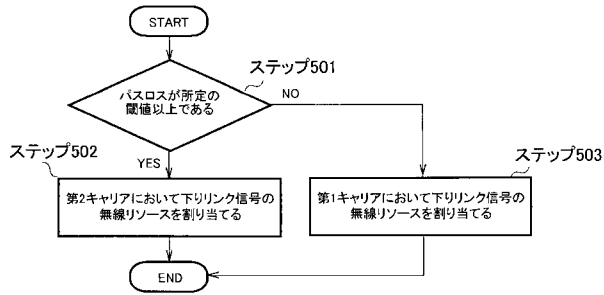 START
ステップ501
パスロスが所定の
閾値以上である
NO
YES
ステップ502
第2キャリアにおいて下りリンク信号の
無線リソースを割り当てる
ステップ503
第1キャリアにおいて下りリンク信号の
無線リソースを割り当てる
END